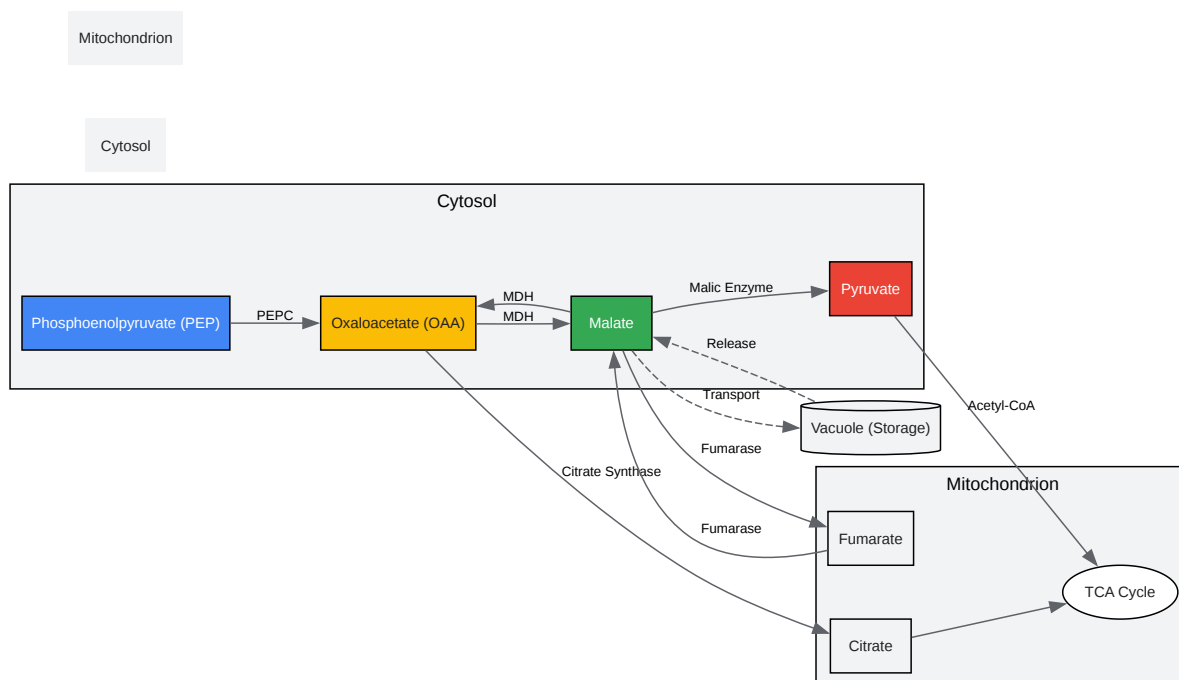 Mitochondrion
Cytosol
Cytosol
Phosphoenolpyruvate (PEP)
PEPC
Oxaloacetate (OAA)
MDH
MDH
Malate
Malic Enzyme
Pyruvate
Release
Transport
Vacuole (Storage)
Acetyl-CoA
Fumarase
Citrate Synthase
Fumarase
Mitochondrion
Fumarate
TCA Cycle
Citrate